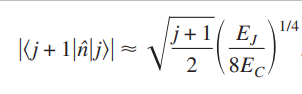 |⟨j + 1|n̂|j⟩| ≈ √((j + 1)/2) (E_J/(8E_C))^{1/4}